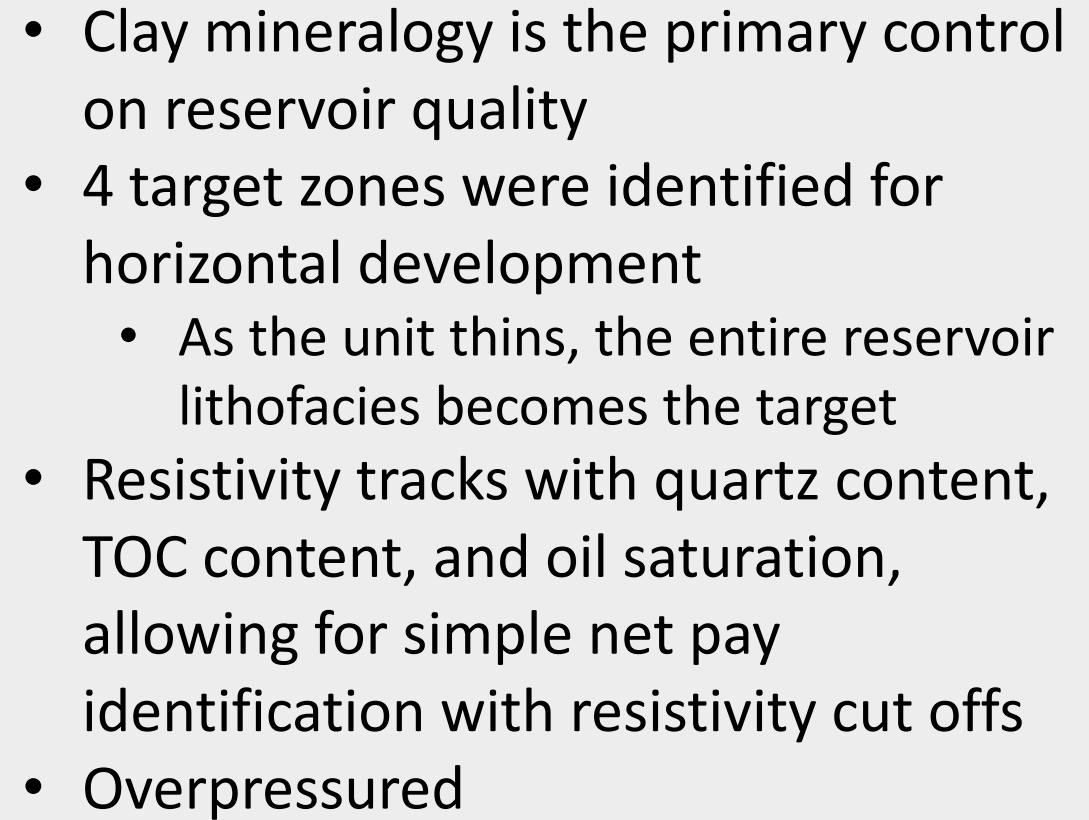 • Clay mineralogy is the primary control
on reservoir quality
• 4 target zones were identified for
horizontal development
• As the unit thins, the entire reservoir
lithofacies becomes the target
• Resistivity tracks with quartz content,
TOC content, and oil saturation,
allowing for simple net pay
identification with resistivity cut offs
• Overpressured